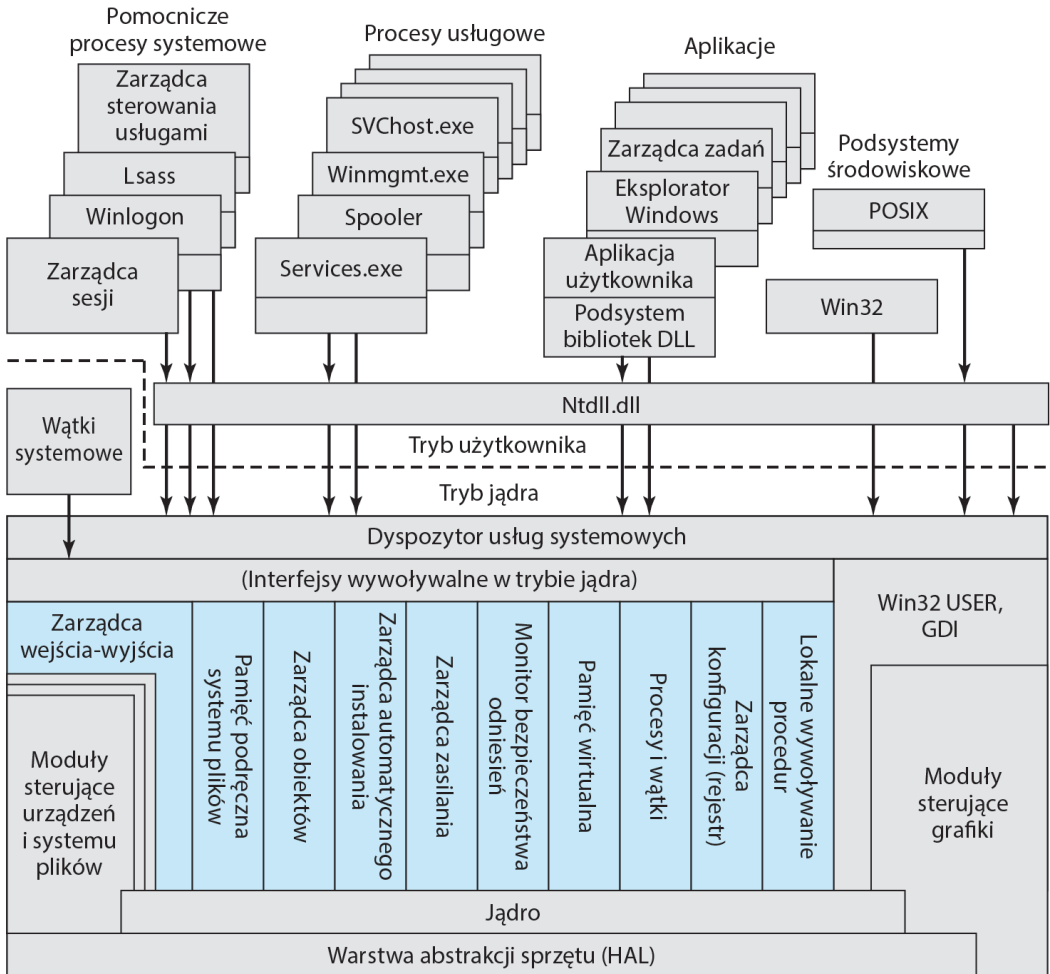 Pomocnicze
procesy systemowe
Procesy usługowe
Aplikacje
Podsystemy
środowiskowe
Zarządca
sterowania
usługami
Lsass
Winlogon
Zarządca
sesji
SVChost.exe
Winmgmt.exe
Spooler
Services.exe
Zarządca zadań
Eksplorator
Windows
Aplikacja
użytkownika
Podsystem
bibliotek DLL
POSIX
Win32
Wątki
systemowe
Ntdll.dll
Tryb użytkownika
Tryb jądra
Dyspozytor usług systemowych
(Interfejsy wywoływalne w trybie jądra)
Win32 USER,
GDI
Zarządca
wejścia-wyjścia
Pamięć podręczna
systemu plików
Zarządca obiektów
Zarządca automatycznego
instalowania
Zarządca zasilania
Monitor bezpieczeństwa
odniesień
Pamięć wirtualna
Procesy i wątki
Zarządca
konfiguracji (rejestr)
Lokalne wywoływanie
procedur
Moduły
sterujące
urządzeń
i systemu
plików
Moduły
sterujące
grafiki
Jądro
Warstwa abstrakcji sprzętu (HAL)